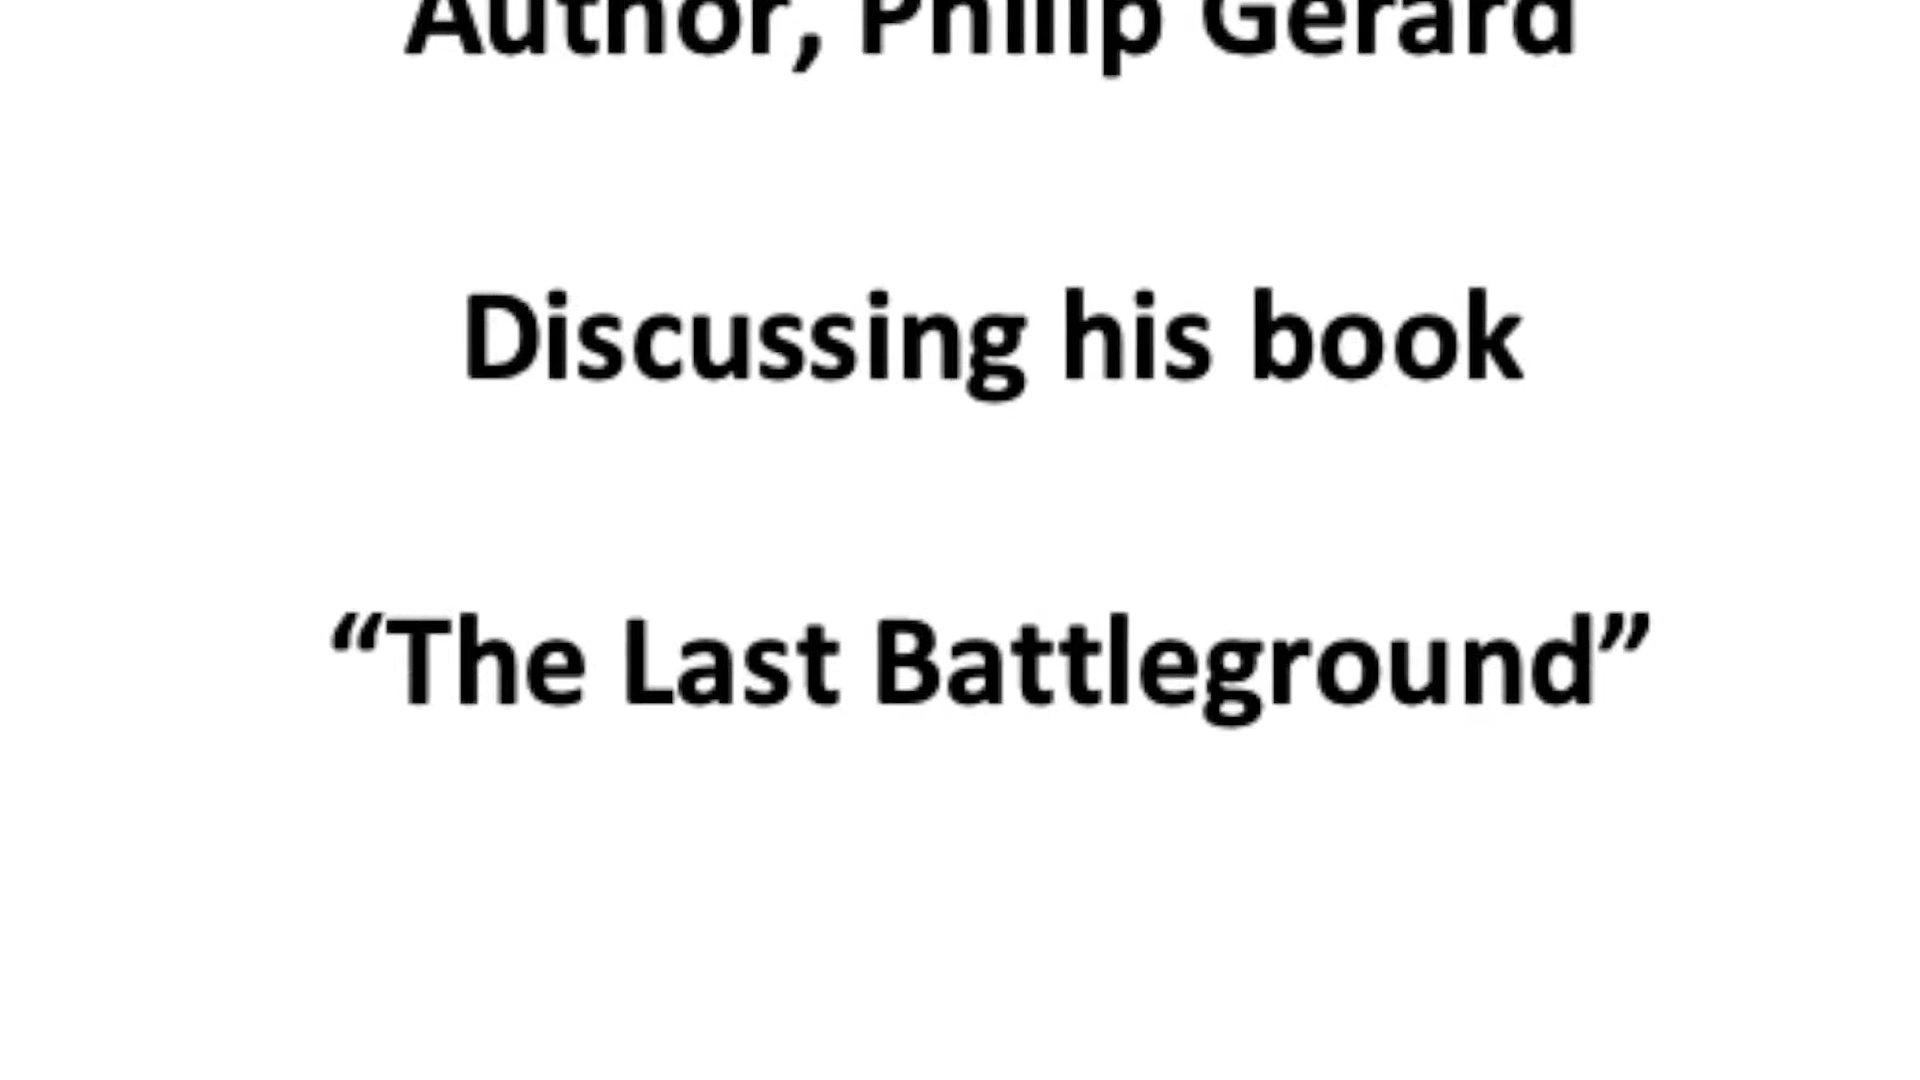 Author, Philip Gerard
Discussing his book
“The Last Battleground”